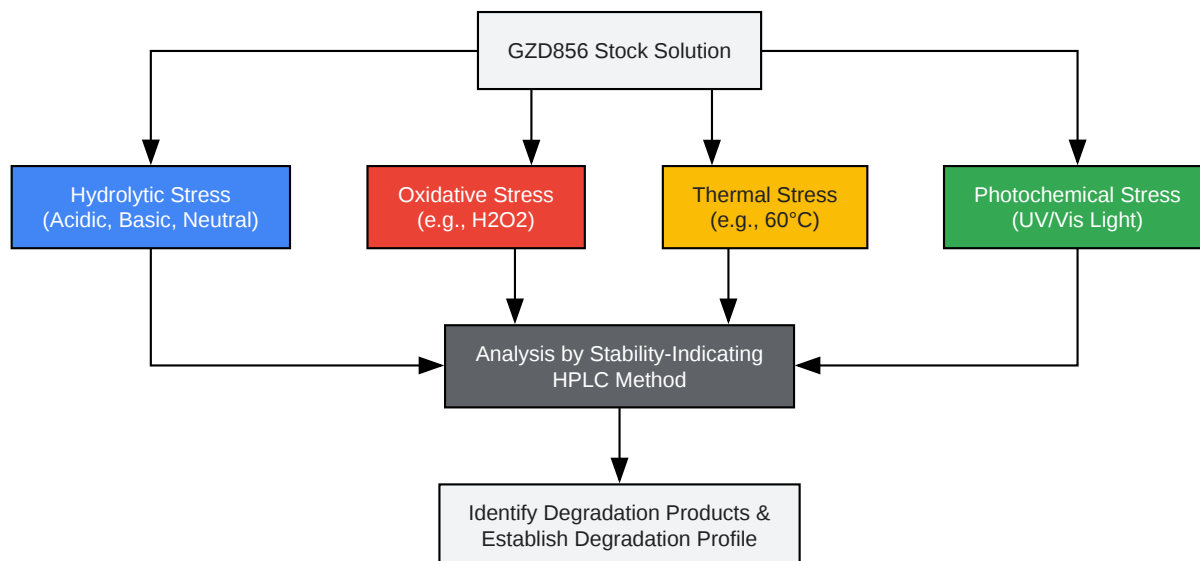 GZD856 Stock Solution
Hydrolytic Stress
(Acidic, Basic, Neutral)
Oxidative Stress
(e.g., H2O2)
Thermal Stress
(e.g., 60°C)
Photochemical Stress
(UV/Vis Light)
Analysis by Stability-Indicating
HPLC Method
Identify Degradation Products &
Establish Degradation Profile